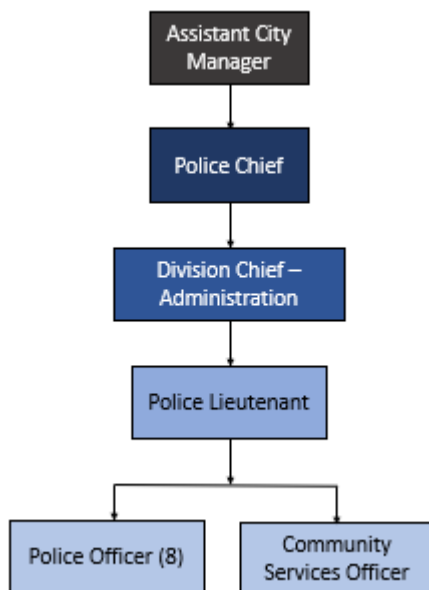 Assistant City
Manager
Police Chief
Division Chief –
Administration
Police Lieutenant
Police Officer (8)
Community
Services Officer